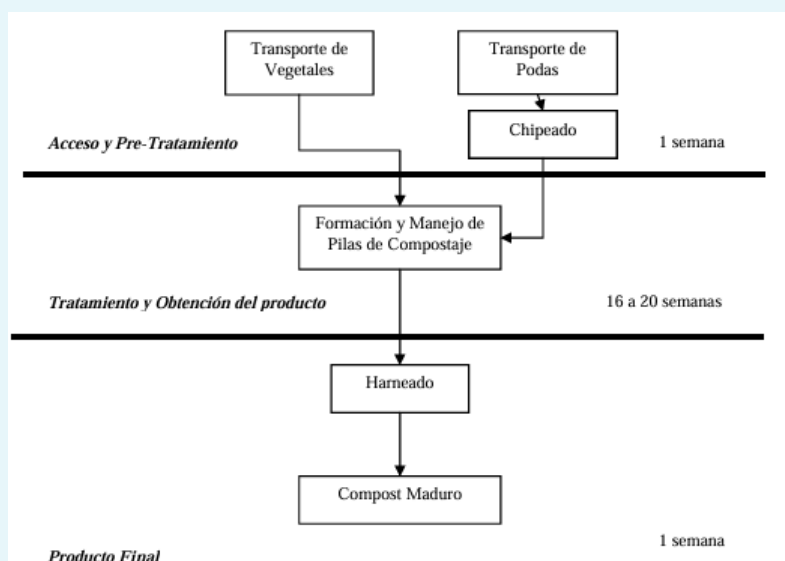 Transporte de
Vegetales
Transporte de
Podas
Chipeado
Acceso y Pre-Tratamiento
1 semana
Formación y Manejo de
Pilas de Compostaje
Tratamiento y Obtención del producto
16 a 20 semanas
Harneado
Compost Maduro
1 semana
Producto Final